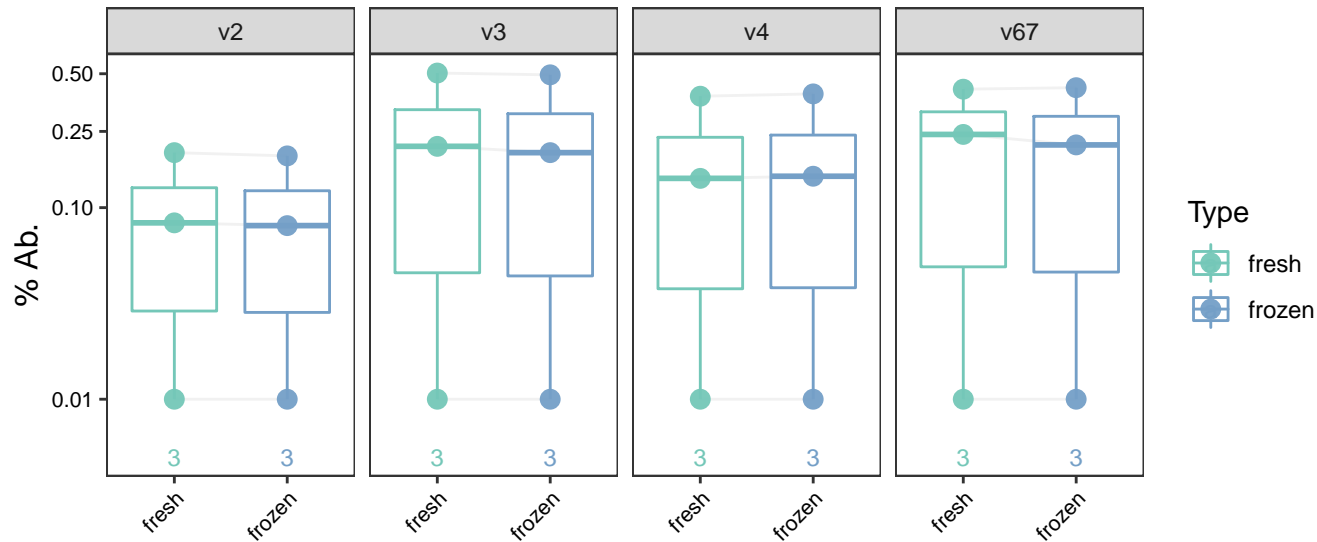 v2 v3 v4 v67
% Ab.
0.50
0.25
0.10
0.01
3 3 3 3 3 3 3 3
fresh frozen fresh frozen fresh frozen fresh frozen
Type
fresh
frozen